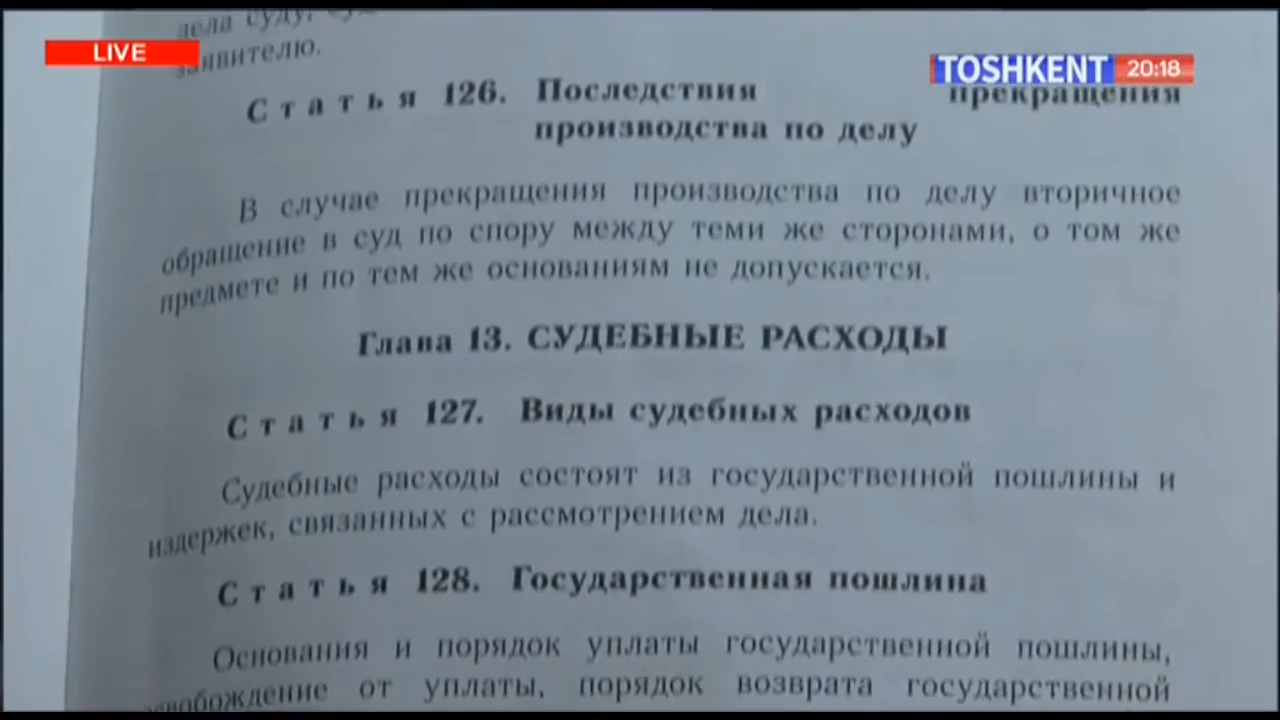 LIVE
TOSHKENT 20:18
дела суду,
заявителю.
Статья 126. Последствия прекращения
производства по делу
В случае прекращения производства по делу вторичное
обращение в суд по спору между теми же сторонами, о том же
предмете и по тем же основаниям не допускается.
Глава 13. СУДЕБНЫЕ РАСХОДЫ
Статья 127. Виды судебных расходов
Судебные расходы состоят из государственной пошлины и
издержек, связанных с рассмотрением дела.
Статья 128. Государственная пошлина
Основания и порядок уплаты государственной пошлины,
освобождение от уплаты, порядок возврата государственной